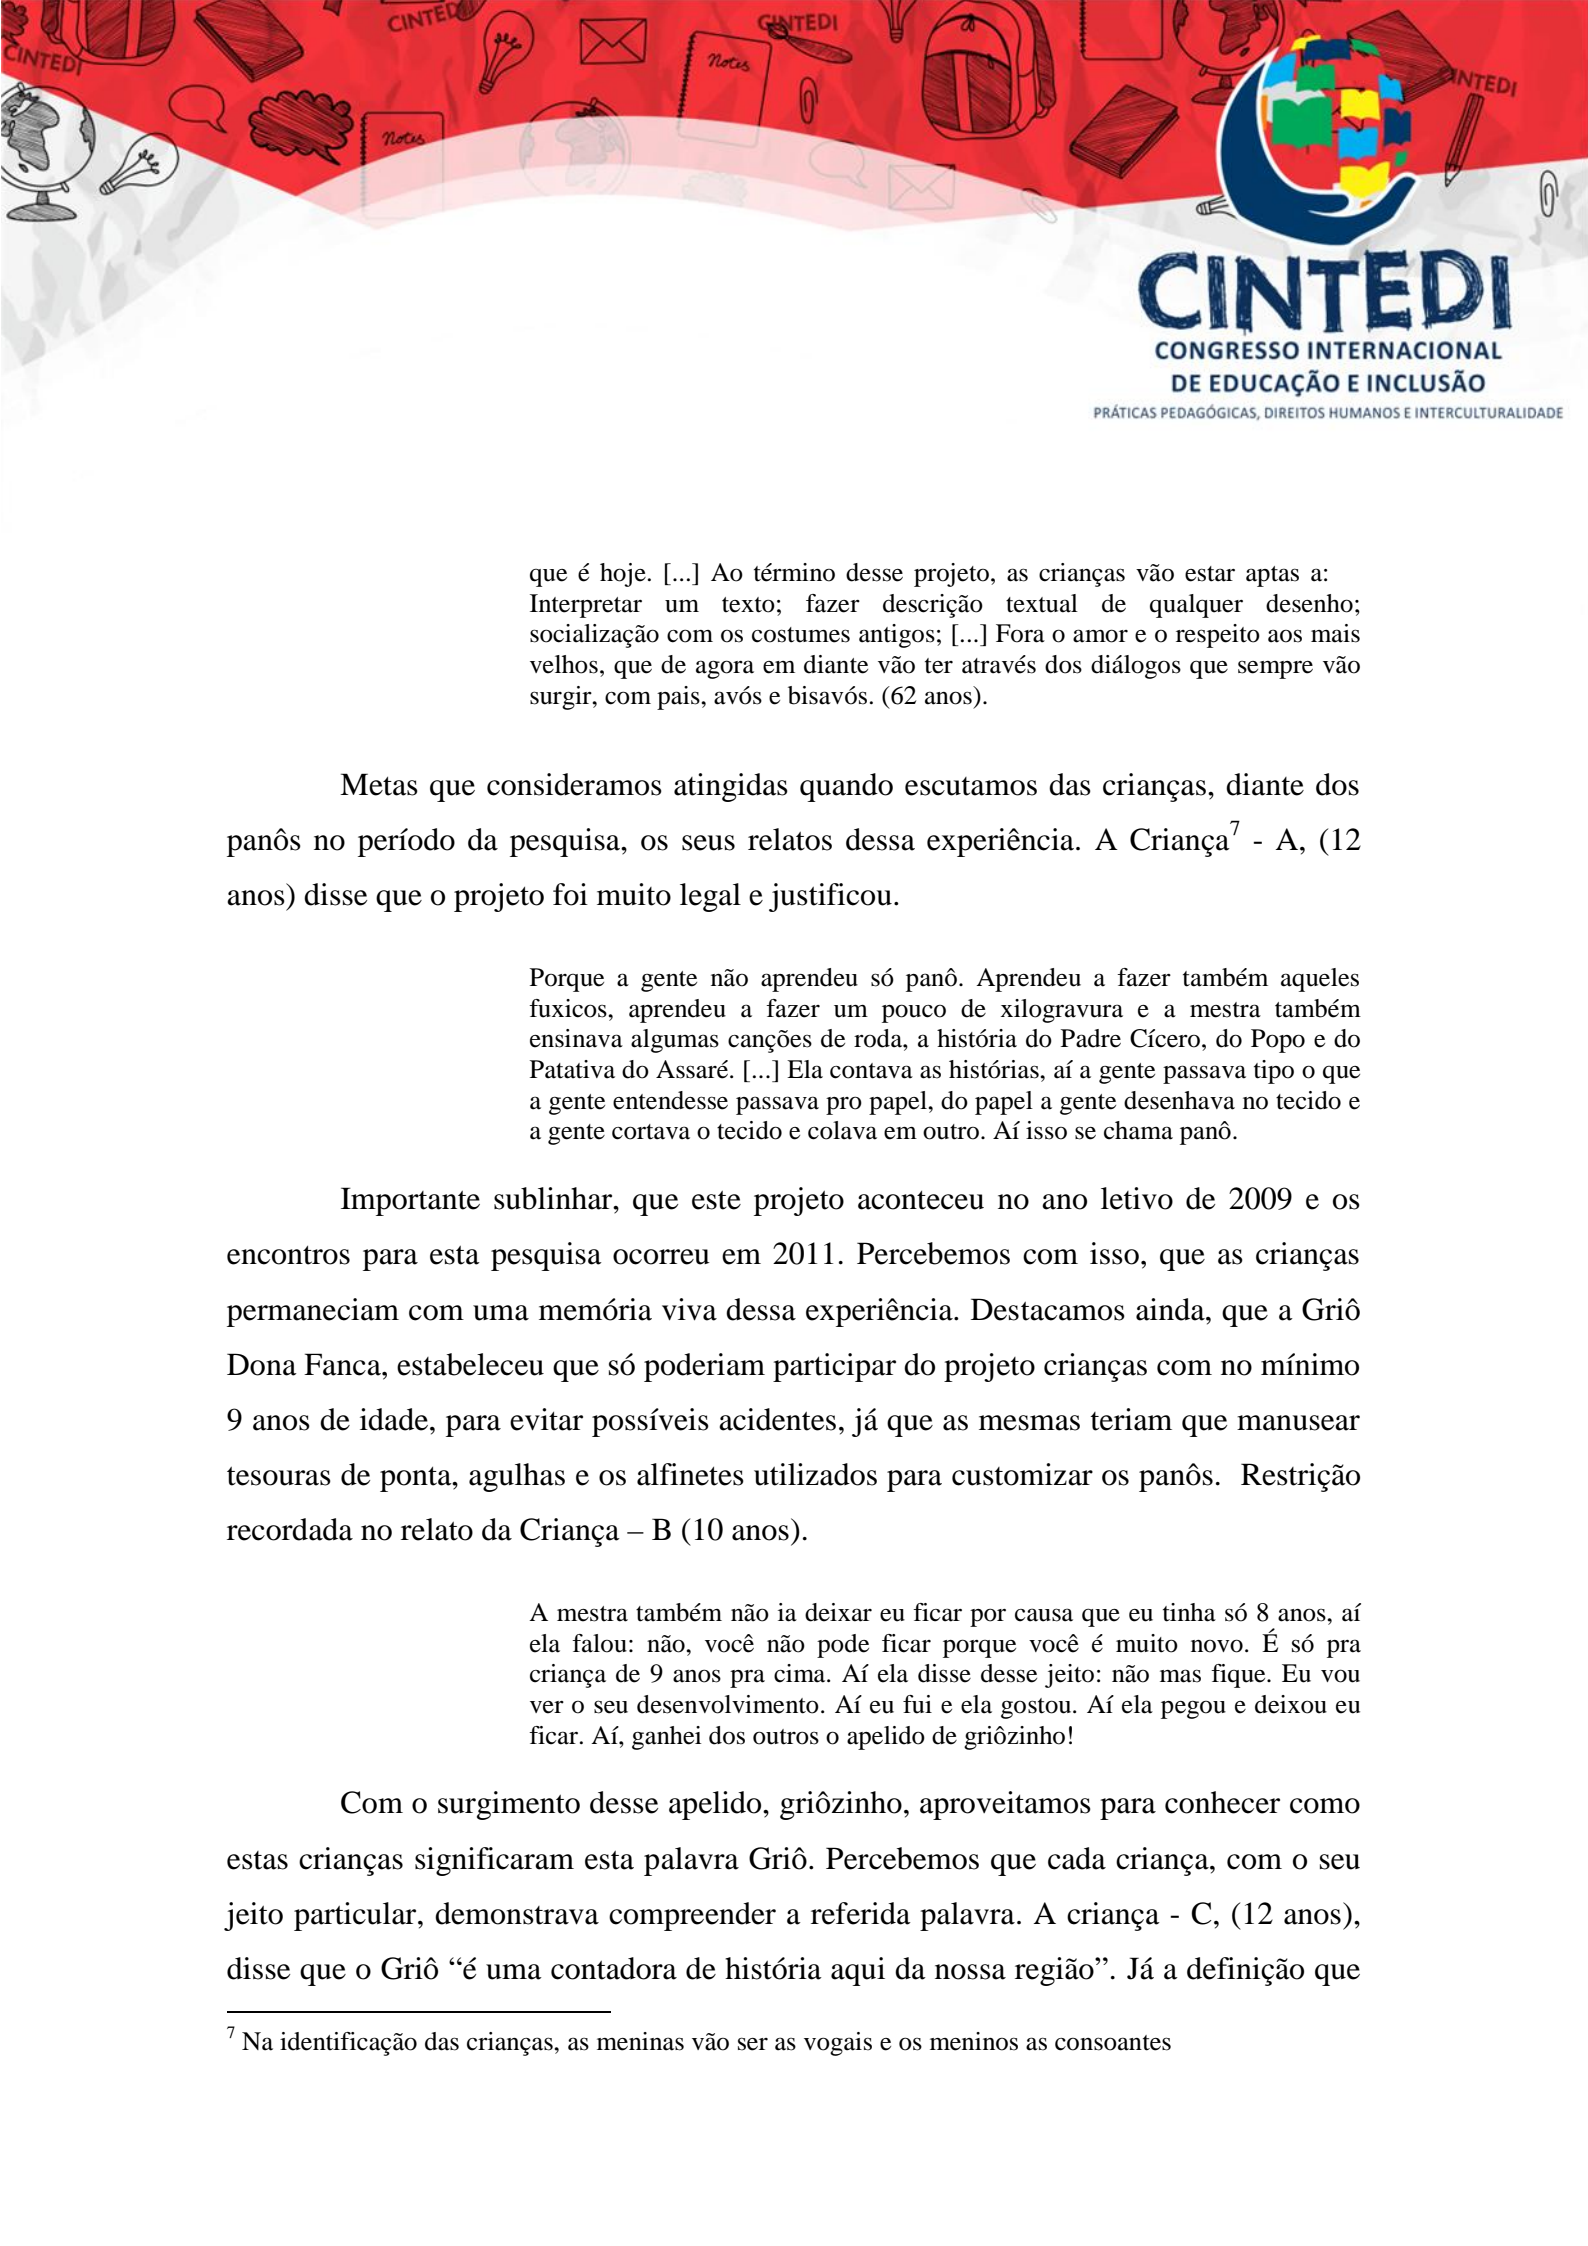 CINTEDI
CINTEDI
CINTEDI
CINTEDI
Notes
Notes
CINTEDI
CONGRESSO INTERNACIONAL
DE EDUCAÇÃO E INCLUSÃO
PRÁTICAS PEDAGÓGICAS, DIREITOS HUMANOS E INTERCULTURALIDADE
que é hoje. [...] Ao término desse projeto, as crianças vão estar aptas a:
Interpretar um texto; fazer descrição textual de qualquer desenho;
socialização com os costumes antigos; [...] Fora o amor e o respeito aos mais
velhos, que de agora em diante vão ter através dos diálogos que sempre vão
surgir, com pais, avós e bisavós. (62 anos).
Metas que consideramos atingidas quando escutamos das crianças, diante dos
panôs no período da pesquisa, os seus relatos dessa experiência. A Criança⁷ - A, (12
anos) disse que o projeto foi muito legal e justificou.
Porque a gente não aprendeu só panô. Aprendeu a fazer também aqueles
fuxicos, aprendeu a fazer um pouco de xilogravura e a mestra também
ensinava algumas canções de roda, a história do Padre Cícero, do Popo e do
Patativa do Assaré. [...] Ela contava as histórias, aí a gente passava tipo o que
a gente entendesse passava pro papel, do papel a gente desenhava no tecido e
a gente cortava o tecido e colava em outro. Aí isso se chama panô.
Importante sublinhar, que este projeto aconteceu no ano letivo de 2009 e os
encontros para esta pesquisa ocorreu em 2011. Percebemos com isso, que as crianças
permaneciam com uma memória viva dessa experiência. Destacamos ainda, que a Griô
Dona Fanca, estabeleceu que só poderiam participar do projeto crianças com no mínimo
9 anos de idade, para evitar possíveis acidentes, já que as mesmas teriam que manusear
tesouras de ponta, agulhas e os alfinetes utilizados para customizar os panôs. Restrição
recordada no relato da Criança – B (10 anos).
A mestra também não ia deixar eu ficar por causa que eu tinha só 8 anos, aí
ela falou: não, você não pode ficar porque você é muito novo. É só pra
criança de 9 anos pra cima. Aí ela disse desse jeito: não mas fique. Eu vou
ver o seu desenvolvimento. Aí eu fui e ela gostou. Aí ela pegou e deixou eu
ficar. Aí, ganhei dos outros o apelido de griôzinho!
Com o surgimento desse apelido, griôzinho, aproveitamos para conhecer como
estas crianças significaram esta palavra Griô. Percebemos que cada criança, com o seu
jeito particular, demonstrava compreender a referida palavra. A criança - C, (12 anos),
disse que o Griô “é uma contadora de história aqui da nossa região”. Já a definição que
⁷ Na identificação das crianças, as meninas vão ser as vogais e os meninos as consoantes